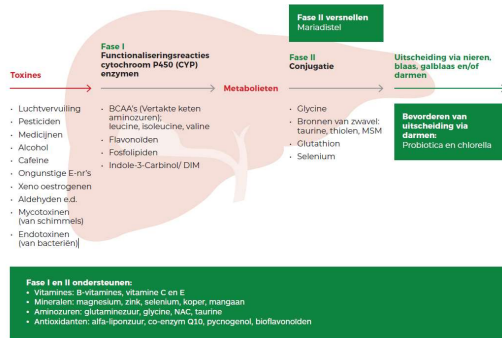 Fase II versnellen
Mariadistel
Toxines
Fase I
Functionaliseringsreacties
cytochroom P450 (CYP)
enzymen
Metabolieten
Fase II
Conjugatie
Uitscheiding via nieren,
blaas, galblaas en/of
darmen
• Luchtvervuiling
• Pesticiden
• Medicijnen
• Alcohol
• Cafeïne
• Ongunstige E-nr's
• Xeno oestrogenen
• Aldehyden e.d.
• Mycotoxinen
(van schimmels)
• Endotoxinen
(van bacteriën)
• BCAA's (Vertakte keten
aminozuren);
leucine, isoleucine, valine
• Flavonoïden
• Fosfolipiden
• Indole-3-Carbinol/ DIM
• Glycine
• Bronnen van zwavel:
taurine, thiolen, MSM
• Glutathion
• Selenium
Bevorderen van
uitscheiding via
darmen:
Probiotica en chlorella
Fase I en II ondersteunen:
• Vitamines: B-vitamines, vitamine C en E
• Mineralen: magnesium, zink, selenium, koper, mangaan
• Aminozuren: glutaminezuur, glycine, NAC, taurine
• Antioxidanten: alfa-liponzuur, co-enzym Q10, pycnogenol, bioflavonoïden